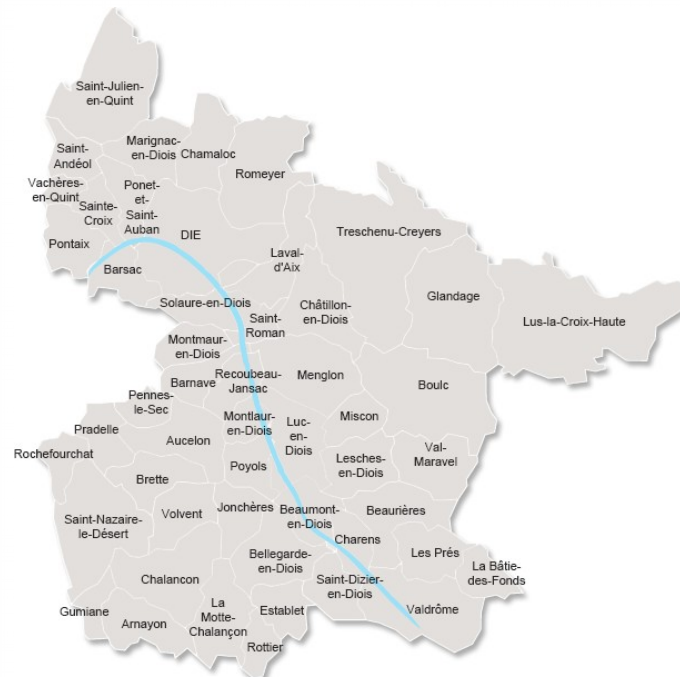 Saint-Julien-
en-Quint
Saint-
Andéol
Marignac-
en-Diois
Chamaloc
Romeyer
Vachères-
en-Quint
Sainte-
Croix
Ponet-
et-
Saint-
Auban
DIE
Pontaix
Barsac
Laval-
d'Aix
Treschenu-Creyers
Glandage
Lus-la-Croix-Haute
Solaure-en-Diois
Châtillon-
en-Diois
Saint-
Roman
Montmaur-
en-Diois
Recoubeau-
Jansac
Menglon
Boulc
Barnave
Pennes-
le-Sec
Montlaur-
en-Diois
Luc-
en-
Diois
Miscon
Pradelle
Aucelon
Rochefourchat
Poyols
Lesches-
en-Diois
Val-
Maravel
Brette
Saint-Nazaire-
le-Désert
Volvent
Jonchères
Beaumont-
en-Diois
Beaurières
Charens
Les Prés
La Bâtie-
des-Fonds
Bellegarde-
en-Diois
Chalancon
Saint-Dizier-
en-Diois
Valdrôme
Gumiane
Arnayon
La
Motte-
Chalançon
Establet
Rottier